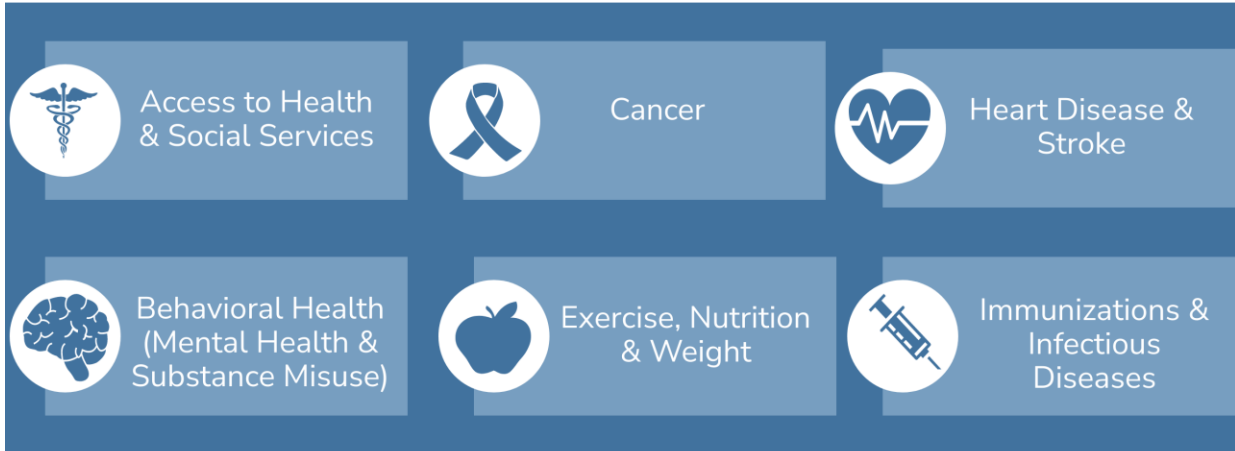 Access to Health
& Social Services
Cancer
Heart Disease &
Stroke
Behavioral Health
(Mental Health &
Substance Misuse)
Exercise, Nutrition
& Weight
Immunizations &
Infectious
Diseases